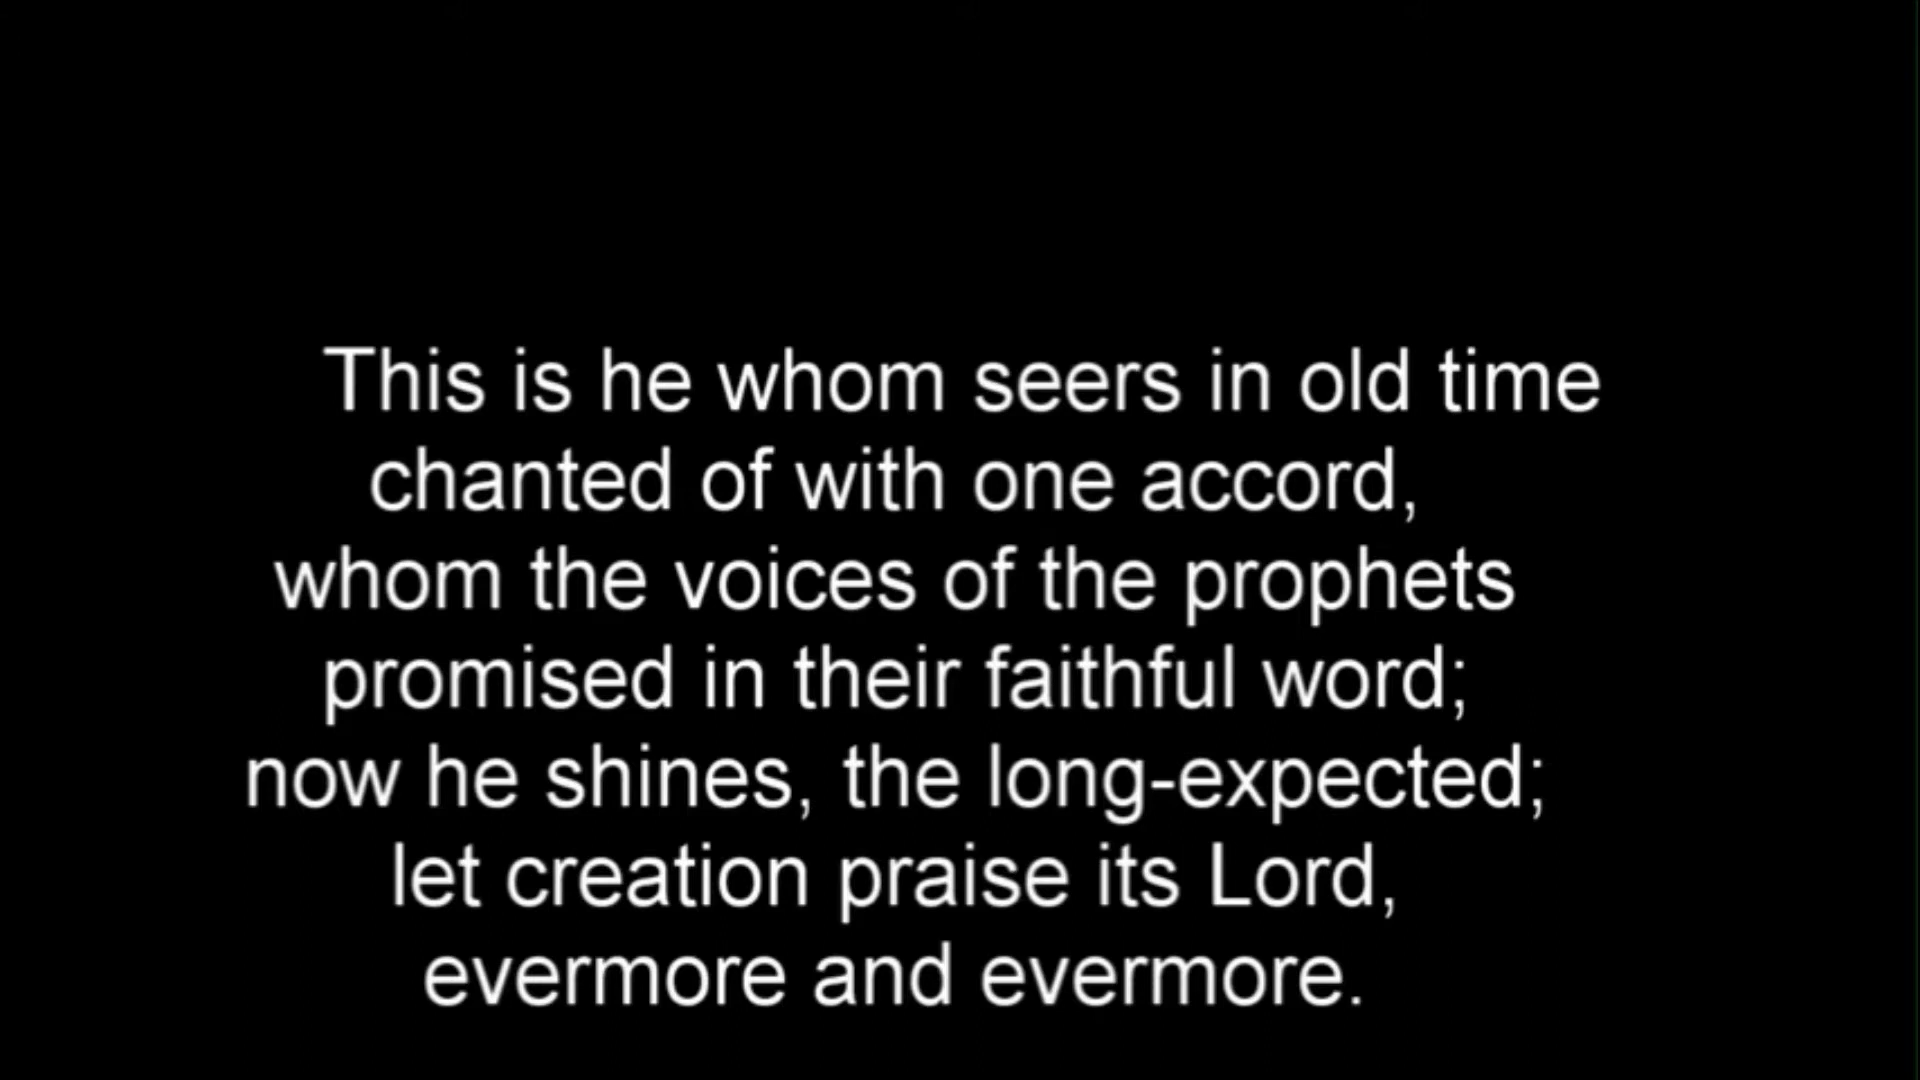 This is he whom seers in old time
chanted of with one accord,
whom the voices of the prophets
promised in their faithful word;
now he shines, the long-expected;
let creation praise its Lord,
evermore and evermore.